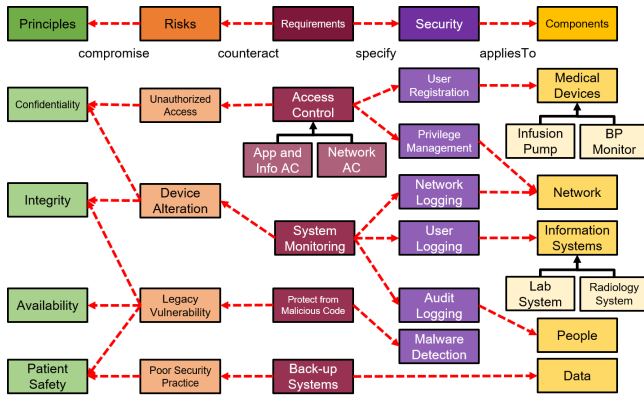 Principles
Risks
Requirements
Security
Components
compromise
counteract
specify
appliesTo
Confidentiality
Unauthorized
Access
Access
Control
User
Registration
Medical
Devices
App and
Info AC
Network
AC
Privilege
Management
Infusion
Pump
BP
Monitor
Integrity
Device
Alteration
System
Monitoring
Network
Logging
Network
User
Logging
Information
Systems
Lab
System
Radiology
System
Availability
Legacy
Vulnerability
Protect from
Malicious Code
Audit
Logging
People
Malware
Detection
Patient
Safety
Poor Security
Practice
Back-up
Systems
Data